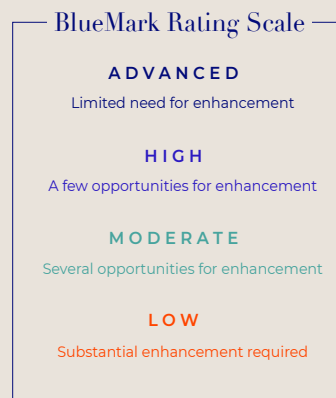 BlueMark Rating Scale
ADVANCED
Limited need for enhancement
HIGH
A few opportunities for enhancement
MODERATE
Several opportunities for enhancement
LOW
Substantial enhancement required